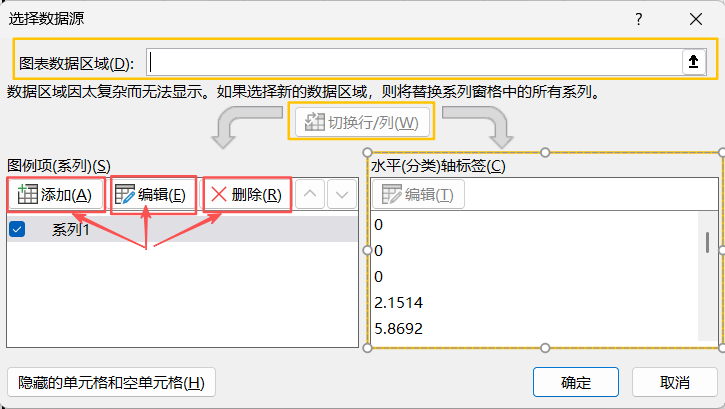 选择数据源
图表数据区域(D):
数据区域因太复杂而无法显示。如果选择新的数据区域，则将替换系列窗格中的所有系列。
切换行/列(W)
图例项(系列)(S)
添加(A) 编辑(E) 删除(R)
系列1
水平(分类)轴标签(C)
编辑(T)
0
0
0
2.1514
5.8692
隐藏的单元格和空单元格(H)
确定 取消